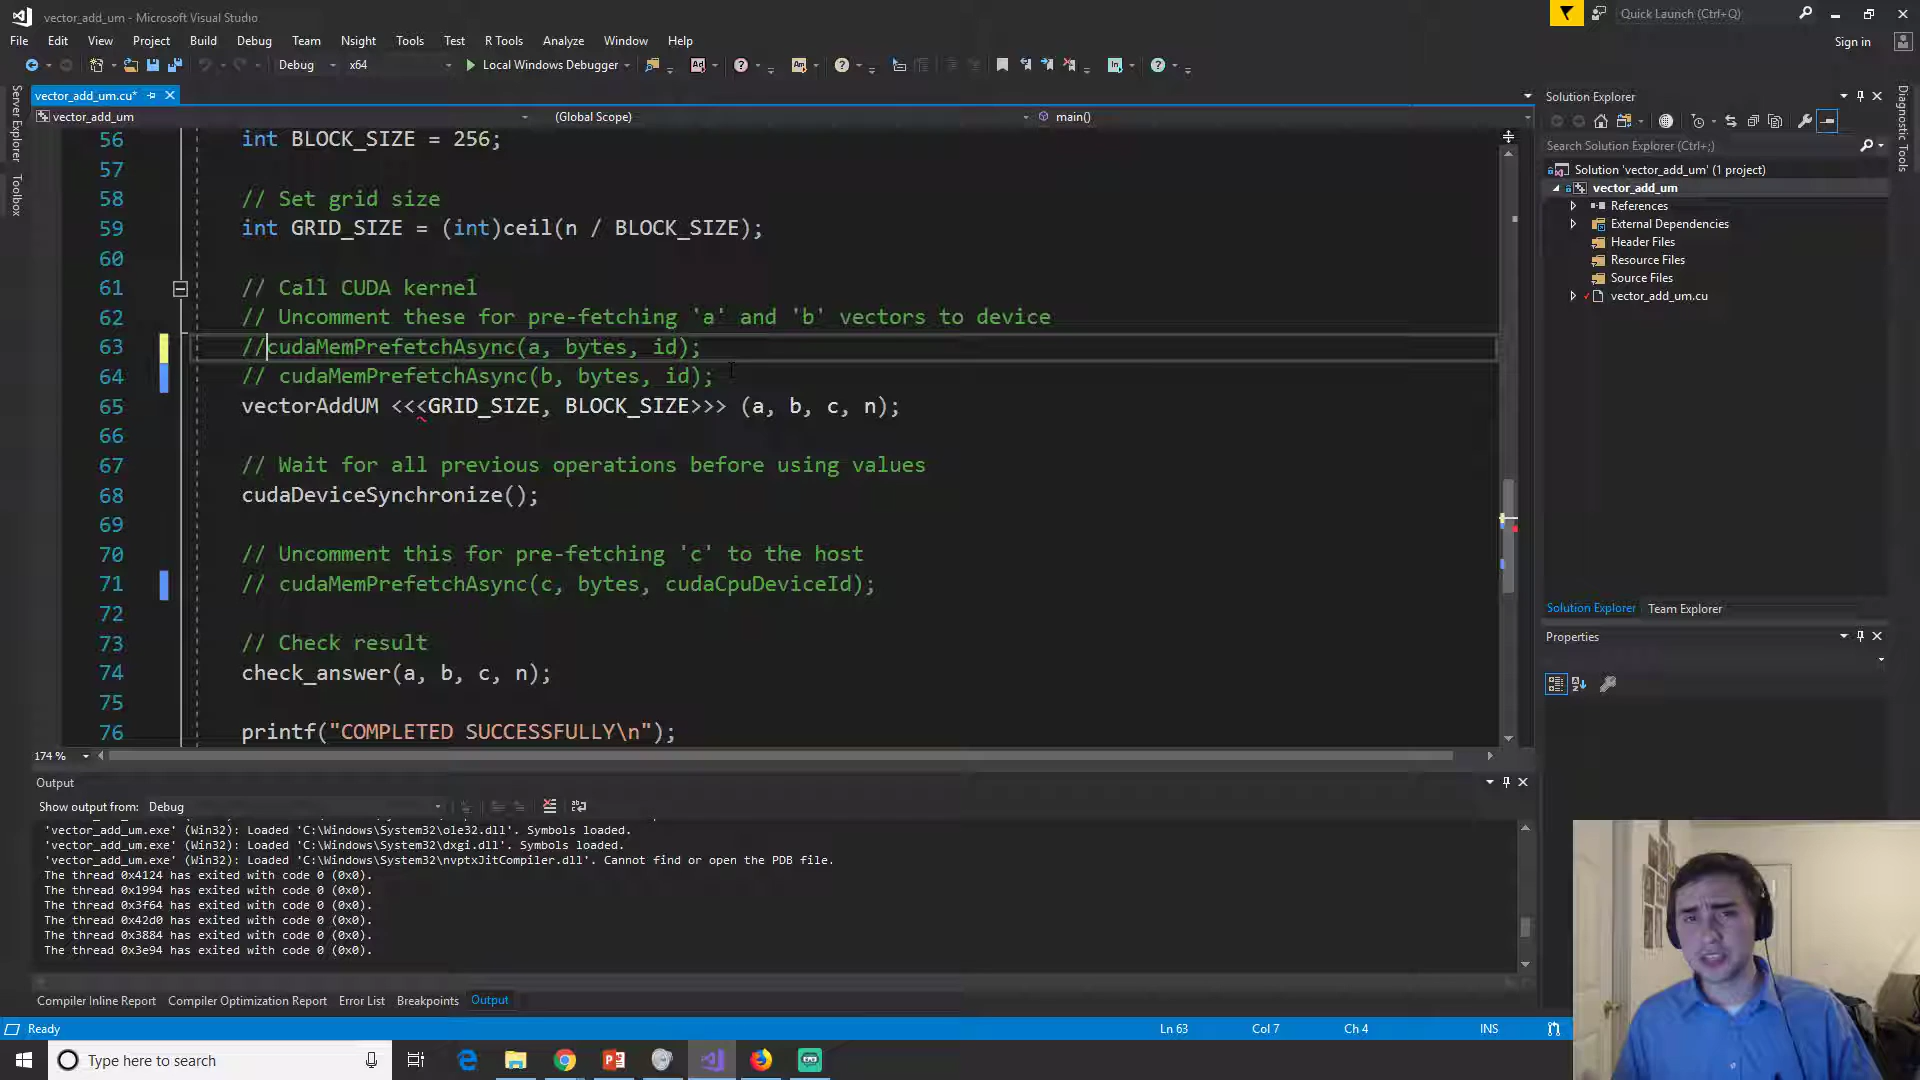 vector_add_um - Microsoft Visual Studio
Quick Launch (Ctrl+Q)
File Edit View Project Build Debug Team Nsight Tools Test R Tools Analyze Window Help
Sign in
Debug x64 Local Windows Debugger
vector_add_um.cu*
vector_add_um (Global Scope) main()
Server Explorer
Toolbox
56 int BLOCK_SIZE = 256;
57
58 // Set grid size
59 int GRID_SIZE = (int)ceil(n / BLOCK_SIZE);
60
61 // Call CUDA kernel
62 // Uncomment these for pre-fetching 'a' and 'b' vectors to device
63 //cudaMemPrefetchAsync(a, bytes, id);
64 // cudaMemPrefetchAsync(b, bytes, id);
65 vectorAddUM <<<GRID_SIZE, BLOCK_SIZE>>> (a, b, c, n);
66
67 // Wait for all previous operations before using values
68 cudaDeviceSynchronize();
69
70 // Uncomment this for pre-fetching 'c' to the host
71 // cudaMemPrefetchAsync(c, bytes, cudaCpuDeviceId);
72
73 // Check result
74 check_answer(a, b, c, n);
75
76 printf("COMPLETED SUCCESSFULLY\n");
174 %
Solution Explorer
Search Solution Explorer (Ctrl+;)
Solution 'vector_add_um' (1 project)
vector_add_um
References
External Dependencies
Header Files
Resource Files
Source Files
vector_add_um.cu
Solution Explorer Team Explorer
Properties
Diagnostic Tools
Output
Show output from: Debug
'vector_add_um.exe' (Win32): Loaded 'C:\Windows\System32\ole32.dll'. Symbols loaded.
'vector_add_um.exe' (Win32): Loaded 'C:\Windows\System32\dxgi.dll'. Symbols loaded.
'vector_add_um.exe' (Win32): Loaded 'C:\Windows\System32\nvptxJitCompiler.dll'. Cannot find or open the PDB file.
The thread 0x4124 has exited with code 0 (0x0).
The thread 0x1994 has exited with code 0 (0x0).
The thread 0x3f64 has exited with code 0 (0x0).
The thread 0x42d0 has exited with code 0 (0x0).
The thread 0x3884 has exited with code 0 (0x0).
The thread 0x3e94 has exited with code 0 (0x0).
Compiler Inline Report Compiler Optimization Report Error List Breakpoints Output
Ready Ln 63 Col 7 Ch 4 INS
Type here to search